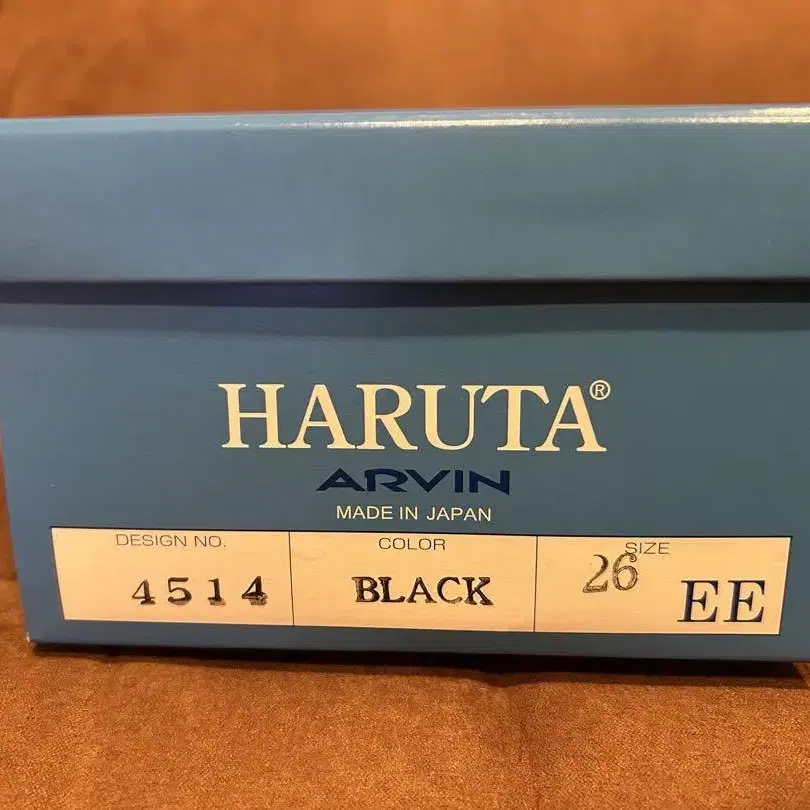 HARUTA®
ARVIN
MADE IN JAPAN
DESIGN NO. COLOR SIZE
4514 BLACK 26 EE